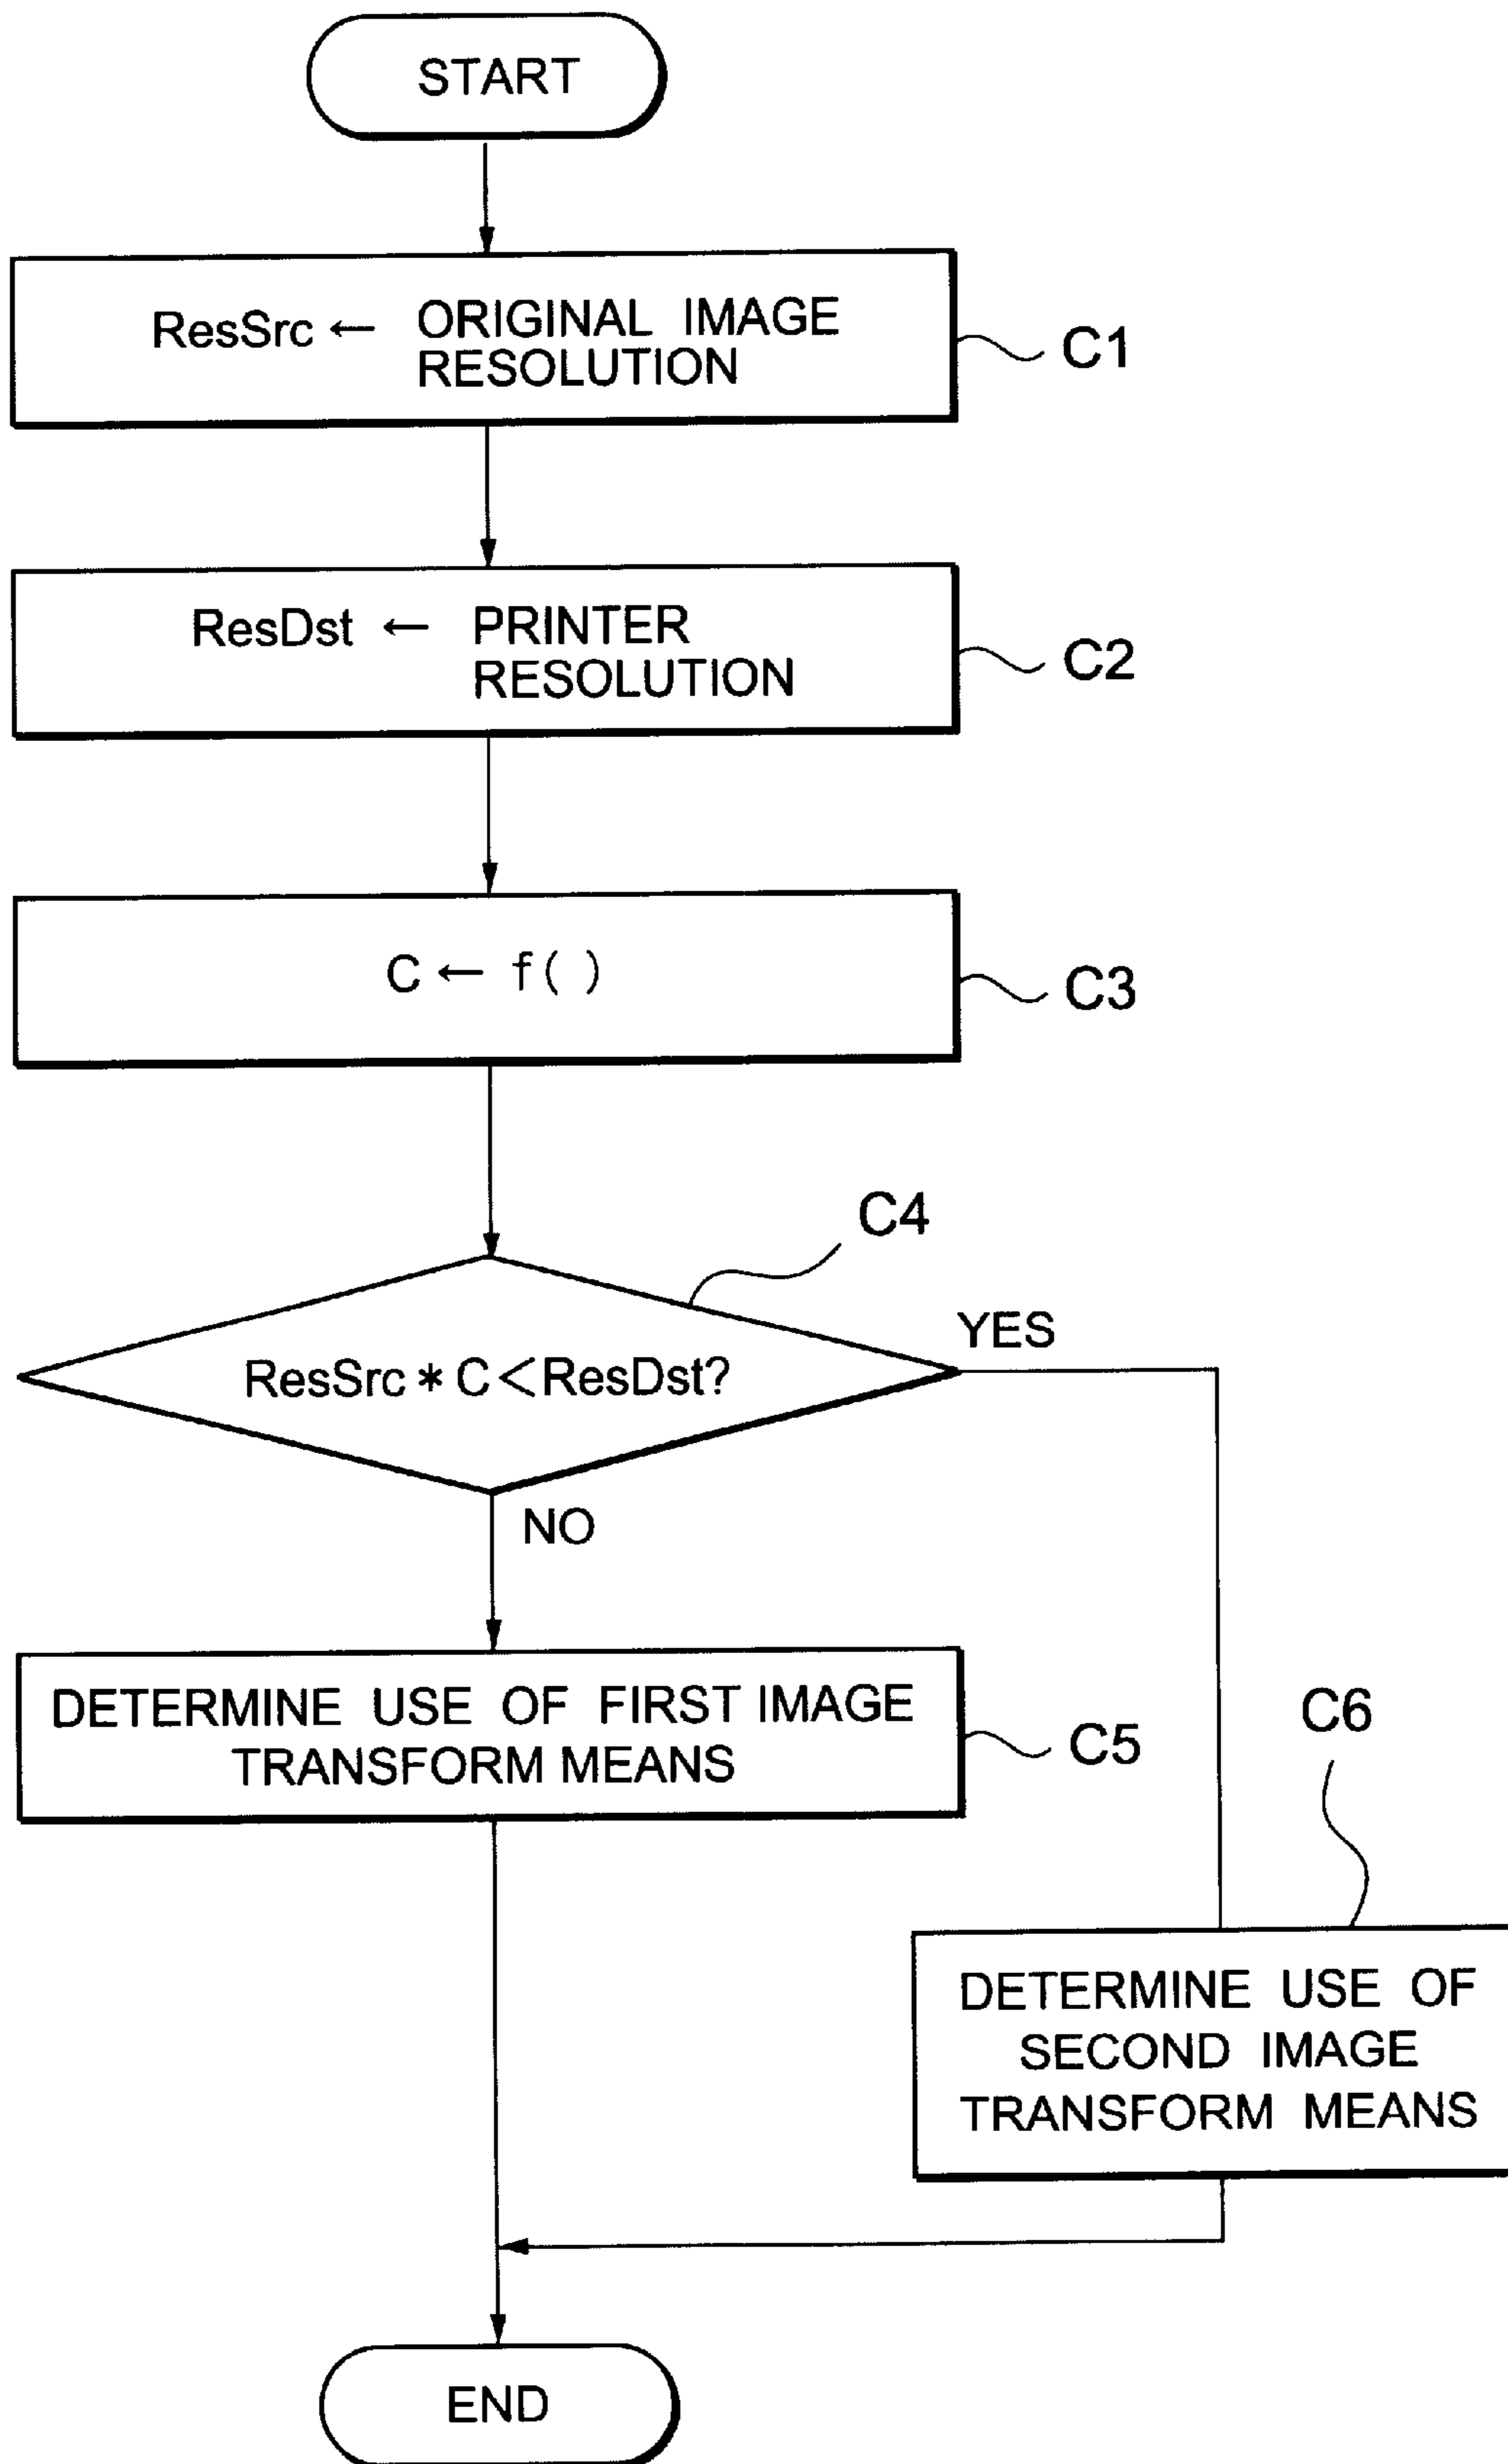 START
ResSrc ← ORIGINAL IMAGE
RESOLUTION
C1
ResDst ← PRINTER
RESOLUTION
C2
C ← f( )
C3
C4
YES
ResSrc * C < ResDst?
NO
DETERMINE USE OF FIRST IMAGE
TRANSFORM MEANS
C5
C6
DETERMINE USE OF
SECOND IMAGE
TRANSFORM MEANS
END